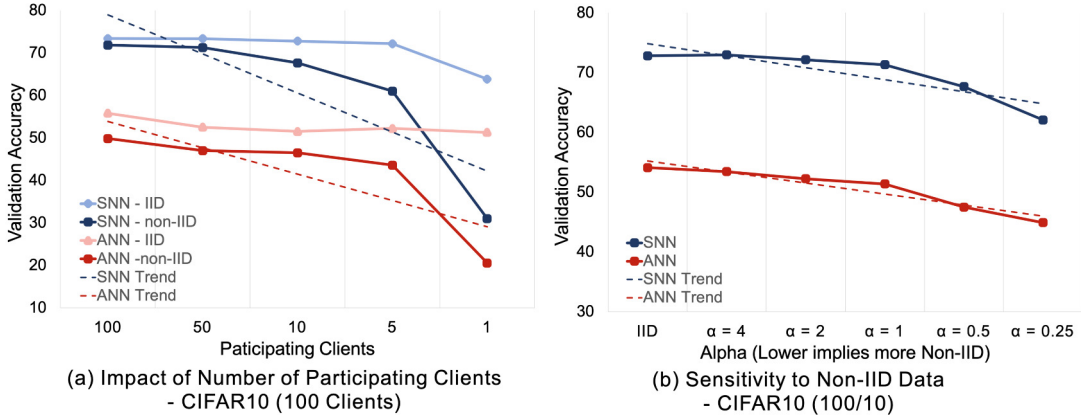 80
70
60
50
40
30
20
10
Validation Accuracy
SNN - IID
SNN - non-IID
ANN - IID
ANN -non-IID
SNN Trend
ANN Trend
100 50 10 5 1
Paticipating Clients
(a) Impact of Number of Participating Clients
- CIFAR10 (100 Clients)
80
70
60
50
40
30
Validation Accuracy
SNN
ANN
SNN Trend
ANN Trend
IID α = 4 α = 2 α = 1 α = 0.5 α = 0.25
Alpha (Lower implies more Non-IID)
(b) Sensitivity to Non-IID Data
- CIFAR10 (100/10)